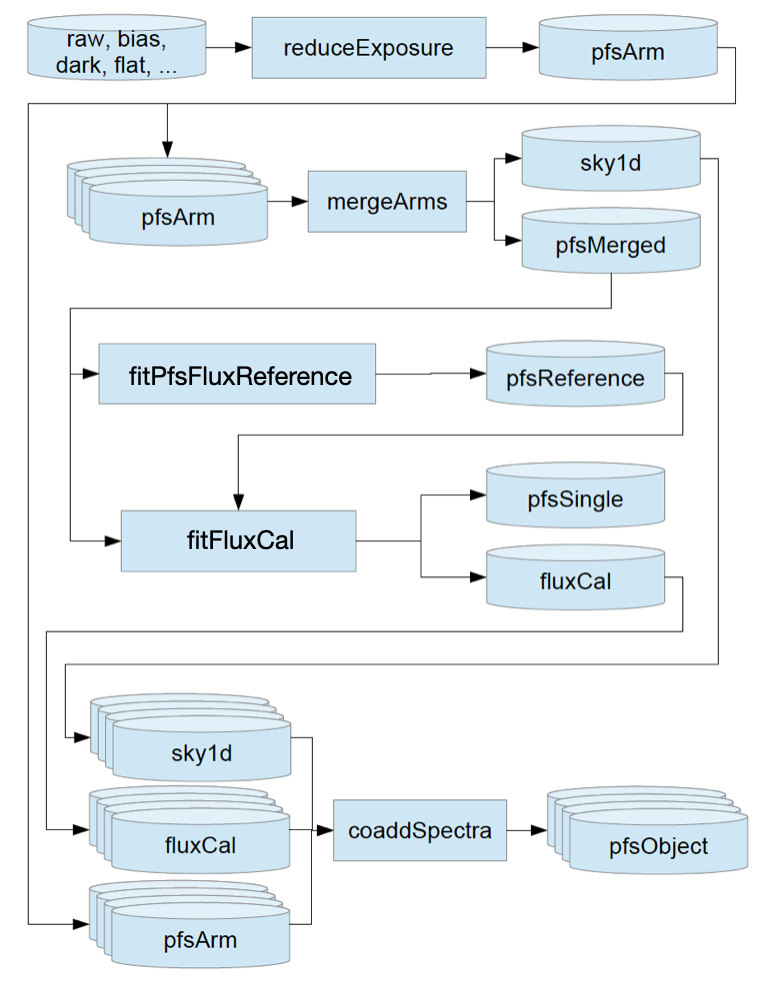 raw, bias,
dark, flat, ...
reduceExposure
pfsArm
pfsArm
mergeArms
sky1d
pfsMerged
fitPfsFluxReference
pfsReference
fitFluxCal
pfsSingle
fluxCal
sky1d
fluxCal
coaddSpectra
pfsObject
pfsArm